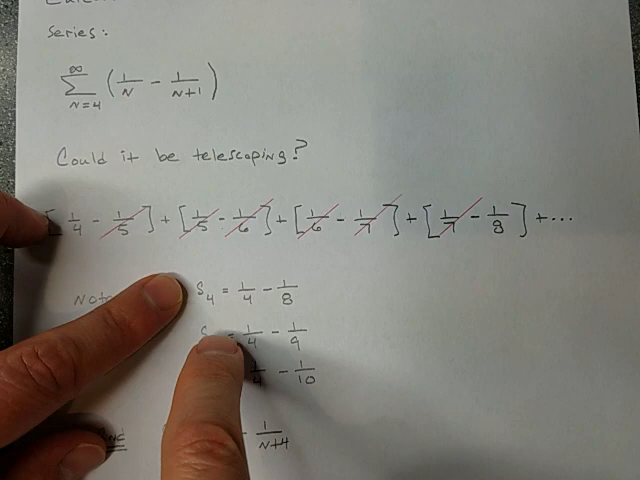 Series:
∞
∑ (1/N - 1/N+1)
N=4
Could it be telescoping?
[1/4 - 1/5] + [1/5 - 1/6] + [1/6 - 1/7] + [1/7 - 1/8] + ...
S4 = 1/4 - 1/8
= 1/4 - 1/9
1/4 - 1/10
- 1/N+4